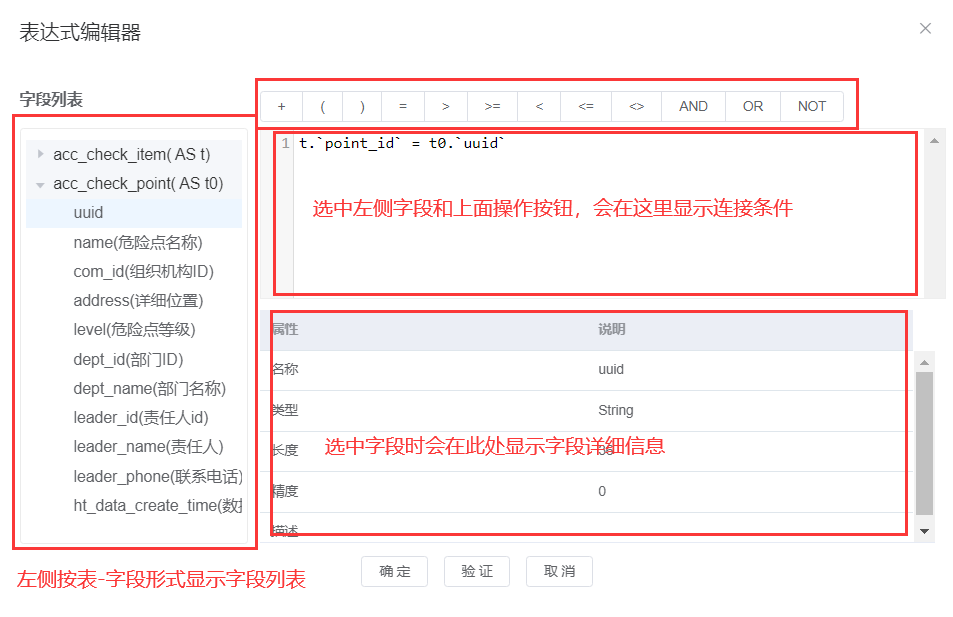 表达式编辑器
字段列表
+ ( ) = > >= < <= <> AND OR NOT
acc_check_item( AS t)
acc_check_point( AS t0)
uuid
name(危险点名称)
com_id(组织机构ID)
address(详细位置)
level(危险点等级)
dept_id(部门ID)
dept_name(部门名称)
leader_id(责任人id)
leader_name(责任人)
leader_phone(联系电话)
ht_data_create_time(数
左侧按表-字段形式显示字段列表
1 t.`point_id` = t0.`uuid`
选中左侧字段和上面操作按钮，会在这里显示连接条件
属性 说明
名称 uuid
类型 String
长度
选中字段时会在此处显示字段详细信息
精度 0
描述
确 定 验 证 取 消